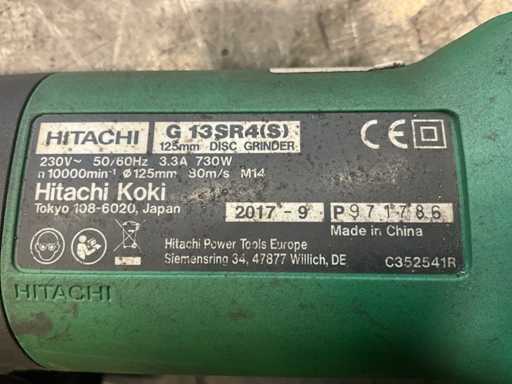 HITACHI
G 13SR4(S)
125mm DISC GRINDER
230V~ 50/60Hz 3.3A 730W
n 10000min⁻¹ Ø125mm 80m/s M14
Hitachi Koki
Tokyo 108-6020, Japan
2017-9 P971786
Made in China
Hitachi Power Tools Europe
Siemensring 34, 47877 Willich, DE
C352541R
CE
HITACHI